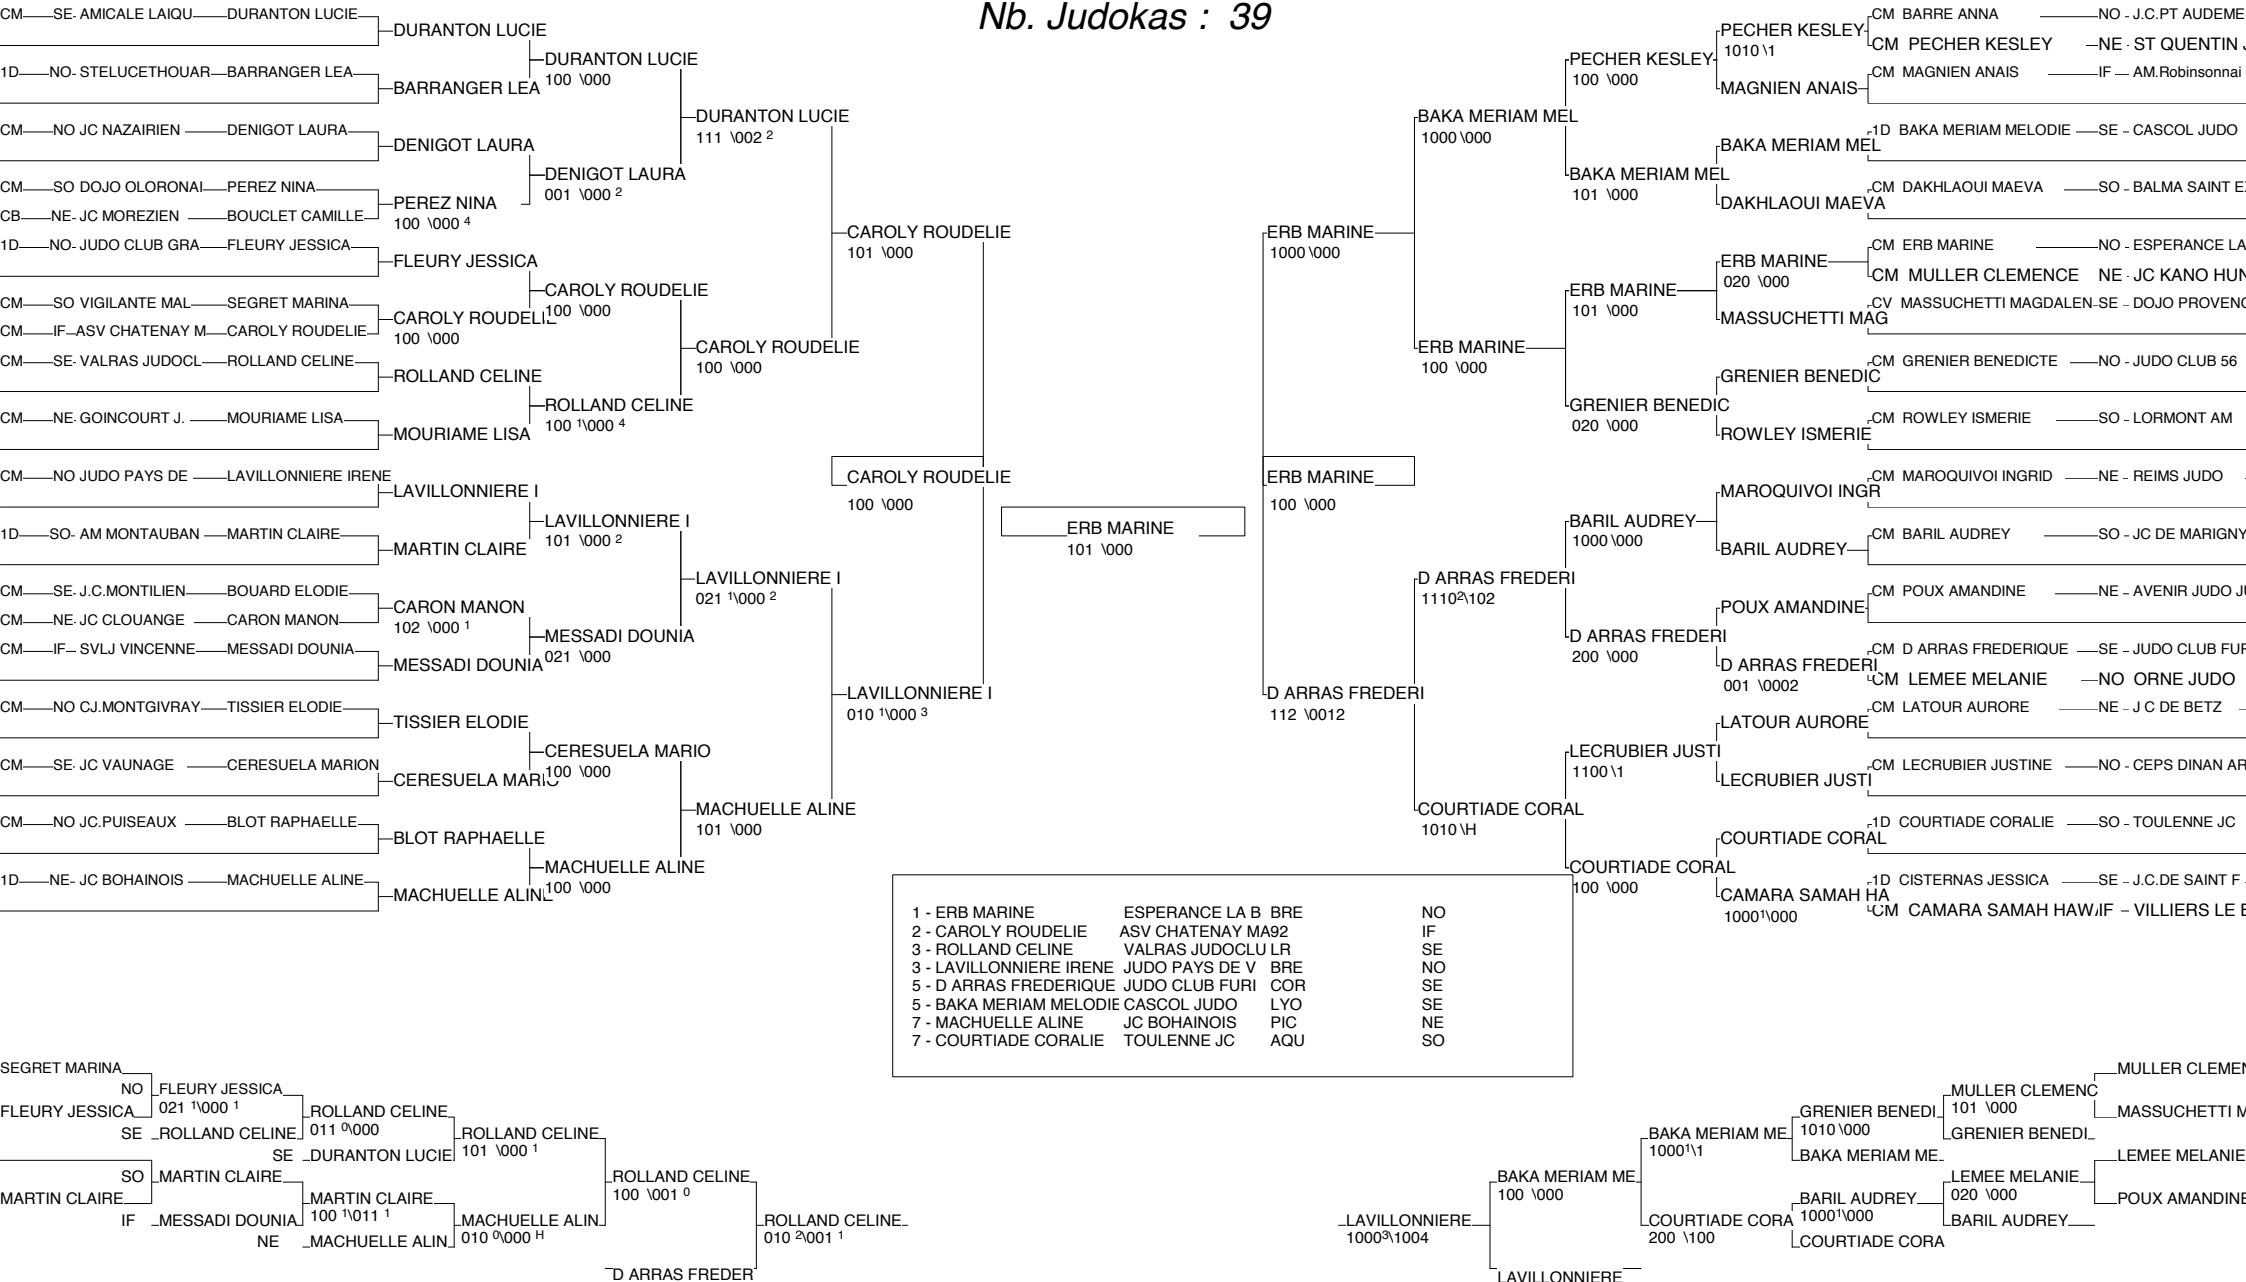 Nb. Judokas : 39
CM SE- AMICALE LAIQU DURANTON LUCIE
1D NO- STELUCETHOUAR BARRANGER LEA
CM NO JC NAZAIRIEN DENIGOT LAURA
CM SO DOJO OLORONAI PEREZ NINA
CB NE- JC MOREZIEN BOUCLET CAMILLE
1D NO- JUDO CLUB GRA FLEURY JESSICA
CM SO VIGILANTE MAL SEGRET MARINA
CM IF ASV CHATENAY M CAROLY ROUDELIE
CM SE- VALRAS JUDOCL ROLLAND CELINE
CM NE- GOINCOURT J. MOURIAME LISA
CM NO JUDO PAYS DE LAVILLONNIERE IRENE
1D SO- AM MONTAUBAN MARTIN CLAIRE
CM SE- J.C.MONTILIEN BOUARD ELODIE
CM NE- JC CLOUANGE CARON MANON
CM IF SVLJ VINCENNE MESSADI DOUNIA
CM NO CJ.MONTGIVRAY TISSIER ELODIE
CM SE- JC VAUNAGE CERESUELA MARION
CM NO JC.PUISEAUX BLOT RAPHAELLE
1D NE- JC BOHAINOIS MACHUELLE ALINE
DURANTON LUCIE
BARRANGER LEA
DENIGOT LAURA
PEREZ NINA
100 \000 4
FLEURY JESSICA
CAROLY ROUDELIE
100 \000
ROLLAND CELINE
MOURIAME LISA
LAVILLONNIERE I
MARTIN CLAIRE
CARON MANON
102 \000 1
MESSADI DOUNIA
TISSIER ELODIE
CERESUELA MARIO
BLOT RAPHAELLE
MACHUELLE ALINE
DURANTON LUCIE
100 \000
DENIGOT LAURA
001 \000 2
CAROLY ROUDELIE
100 \000
ROLLAND CELINE
100 1\000 4
LAVILLONNIERE I
101 \000 2
MESSADI DOUNIA
021 \000
CERESUELA MARIO
100 \000
MACHUELLE ALINE
100 \000
DURANTON LUCIE
111 \002 2
CAROLY ROUDELIE
100 \000
LAVILLONNIERE I
021 1\000 2
MACHUELLE ALINE
101 \000
CAROLY ROUDELIE
101 \000
LAVILLONNIERE I
010 1\000 3
CAROLY ROUDELIE
100 \000
ERB MARINE
101 \000
ERB MARINE
100 \000
ERB MARINE
1000 \000
D ARRAS FREDERI
112 \0012
BAKA MERIAM MEL
1000 \000
ERB MARINE
100 \000
D ARRAS FREDERI
11102\102
COURTIADE CORAL
1010 \H
PECHER KESLEY
100 \000
BAKA MERIAM MEL
101 \000
ERB MARINE
101 \000
GRENIER BENEDIC
020 \000
BARIL AUDREY
1000 \000
D ARRAS FREDERI
200 \000
LECRUBIER JUSTI
1100 \1
COURTIADE CORAL
100 \000
PECHER KESLEY
1010 \1
MAGNIEN ANAIS
BAKA MERIAM MEL
DAKHLAOUI MAEVA
ERB MARINE
020 \000
MASSUCHETTI MAG
GRENIER BENEDIC
ROWLEY ISMERIE
MAROQUIVOI INGR
BARIL AUDREY
POUX AMANDINE
D ARRAS FREDERI
001 \0002
LATOUR AURORE
LECRUBIER JUSTI
COURTIADE CORAL
CAMARA SAMAH HA
10001\000
CM BARRE ANNA NO - J.C.PT AUDEME
CM PECHER KESLEY NE - ST QUENTIN
CM MAGNIEN ANAIS IF AM.Robinsonnai
1D BAKA MERIAM MELODIE SE - CASCOL JUDO
CM DAKHLAOUI MAEVA SO - BALMA SAINT
CM ERB MARINE NO - ESPERANCE LA
CM MULLER CLEMENCE NE - JC KANO HUN
CV MASSUCHETTI MAGDALEN SE - DOJO PROVENC
CM GRENIER BENEDICTE NO - JUDO CLUB 56
CM ROWLEY ISMERIE SO - LORMONT AM
CM MAROQUIVOI INGRID NE - REIMS JUDO
CM BARIL AUDREY SO - JC DE MARIGNY
CM POUX AMANDINE NE - AVENIR JUDO
CM D ARRAS FREDERIQUE SE - JUDO CLUB FUR
CM LEMEE MELANIE NO ORNE JUDO
CM LATOUR AURORE NE - J C DE BETZ
CM LECRUBIER JUSTINE NO - CEPS DINAN AR
1D COURTIADE CORALIE SO - TOULENNE JC
1D CISTERNAS JESSICA SE - J.C.DE SAINT F
CM CAMARA SAMAH HAW IF - VILLIERS LE
1 - ERB MARINE ESPERANCE LA B BRE NO
2 - CAROLY ROUDELIE ASV CHATENAY MA92 IF
3 - ROLLAND CELINE VALRAS JUDOCLU LR SE
3 - LAVILLONNIERE IRENE JUDO PAYS DE V BRE NO
5 - D ARRAS FREDERIQUE JUDO CLUB FURI COR SE
5 - BAKA MERIAM MELODIE CASCOL JUDO LYO SE
7 - MACHUELLE ALINE JC BOHAINOIS PIC NE
7 - COURTIADE CORALIE TOULENNE JC AQU SO
SEGRET MARINA
NO FLEURY JESSICA
FLEURY JESSICA 021 1\000 1
SE ROLLAND CELINE
ROLLAND CELINE
011 0\000
SE DURANTON LUCIE
ROLLAND CELINE
101 \000 1
SO MARTIN CLAIRE
MARTIN CLAIRE
IF MESSADI DOUNIA
MARTIN CLAIRE
100 1\011 1
NE MACHUELLE ALIN
MACHUELLE ALIN
010 0\000 H
ROLLAND CELINE
100 \001 0
D ARRAS FREDER
ROLLAND CELINE
010 2\001 1
LAVILLONNIERE
10003\1004
BAKA MERIAM ME
100 \000
LAVILLONNIERE
BAKA MERIAM ME
10001\1
COURTIADE CORA
200 \100
GRENIER BENEDI
1010 \000
BAKA MERIAM ME
BARIL AUDREY
10001\000
COURTIADE CORA
MULLER CLEMENC
101 \000
GRENIER BENEDI
LEMEE MELANIE
020 \000
BARIL AUDREY
MULLER CLEMEN
MASSUCHETTI M
LEMEE MELANIE
POUX AMANDINE